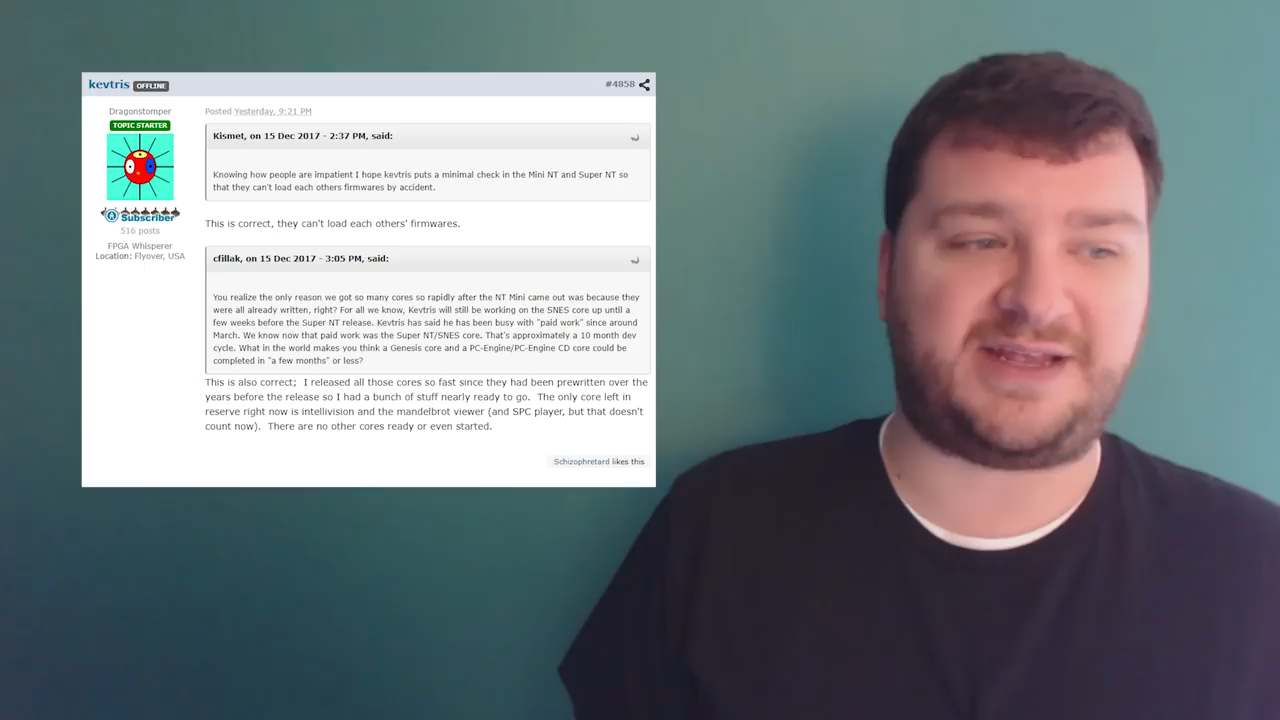 kevtris OFFLINE
#4858
Dragonstomper
TOPIC STARTER
Subscriber
516 posts
FPGA Whisperer
Location: Flyover, USA
Posted Yesterday, 9:21 PM
Kismet, on 15 Dec 2017 - 2:37 PM, said:
Knowing how people are impatient I hope kevtris puts a minimal check in the Mini NT and Super NT so
that they can't load each others firmwares by accident.
This is correct, they can't load each others' firmwares.
cfillak, on 15 Dec 2017 - 3:05 PM, said:
You realize the only reason we got so many cores so rapidly after the NT Mini came out was because they
were all already written, right? For all we know, Kevtris will still be working on the SNES core up until a
few weeks before the Super NT release. Kevtris has said he has been busy with "paid work" since around
March. We know now that paid work was the Super NT/SNES core. That's approximately a 10 month dev
cycle. What in the world makes you think a Genesis core and a PC-Engine/PC-Engine CD core could be
completed in "a few months" or less?
This is also correct; I released all those cores so fast since they had been prewritten over the
years before the release so I had a bunch of stuff nearly ready to go. The only core left in
reserve right now is intellivision and the mandelbrot viewer (and SPC player, but that doesn't
count now). There are no other cores ready or even started.
Schizophretard likes this